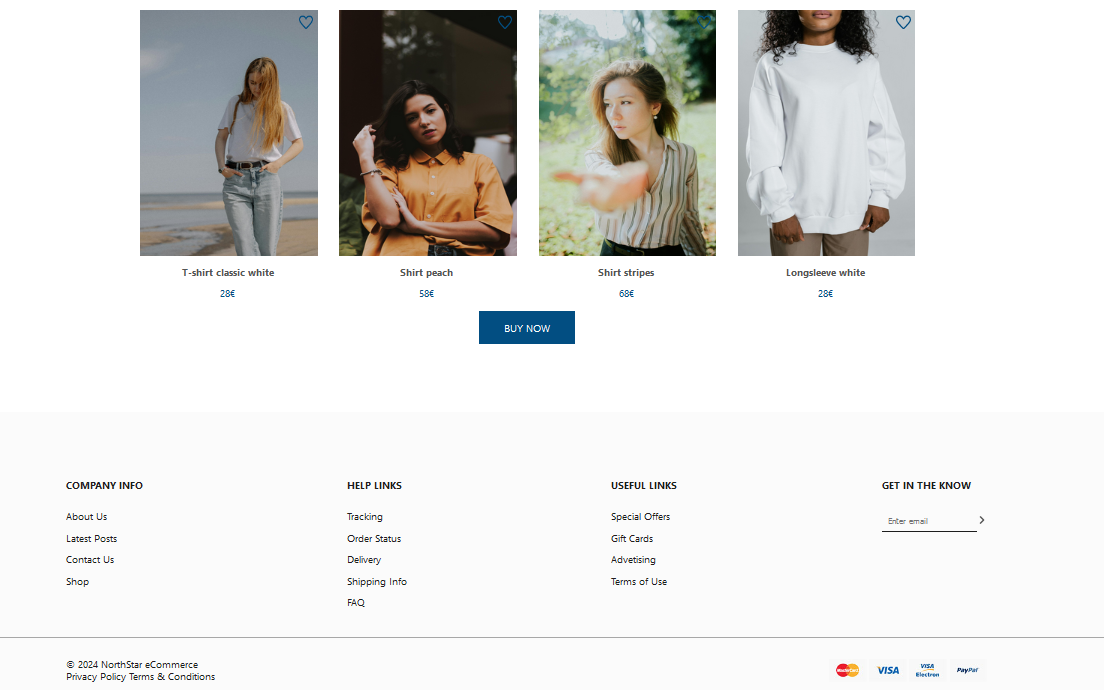 T-shirt classic white
Shirt peach
Shirt stripes
Longsleeve white
28€
58€
68€
28€
BUY NOW
COMPANY INFO
About Us
Latest Posts
Contact Us
Shop
HELP LINKS
Tracking
Order Status
Delivery
Shipping Info
FAQ
USEFUL LINKS
Special Offers
Gift Cards
Advetising
Terms of Use
GET IN THE KNOW
Enter email
© 2024 NorthStar eCommerce
Privacy Policy Terms & Conditions
MasterCard
VISA
VISA
Electron
PayPal